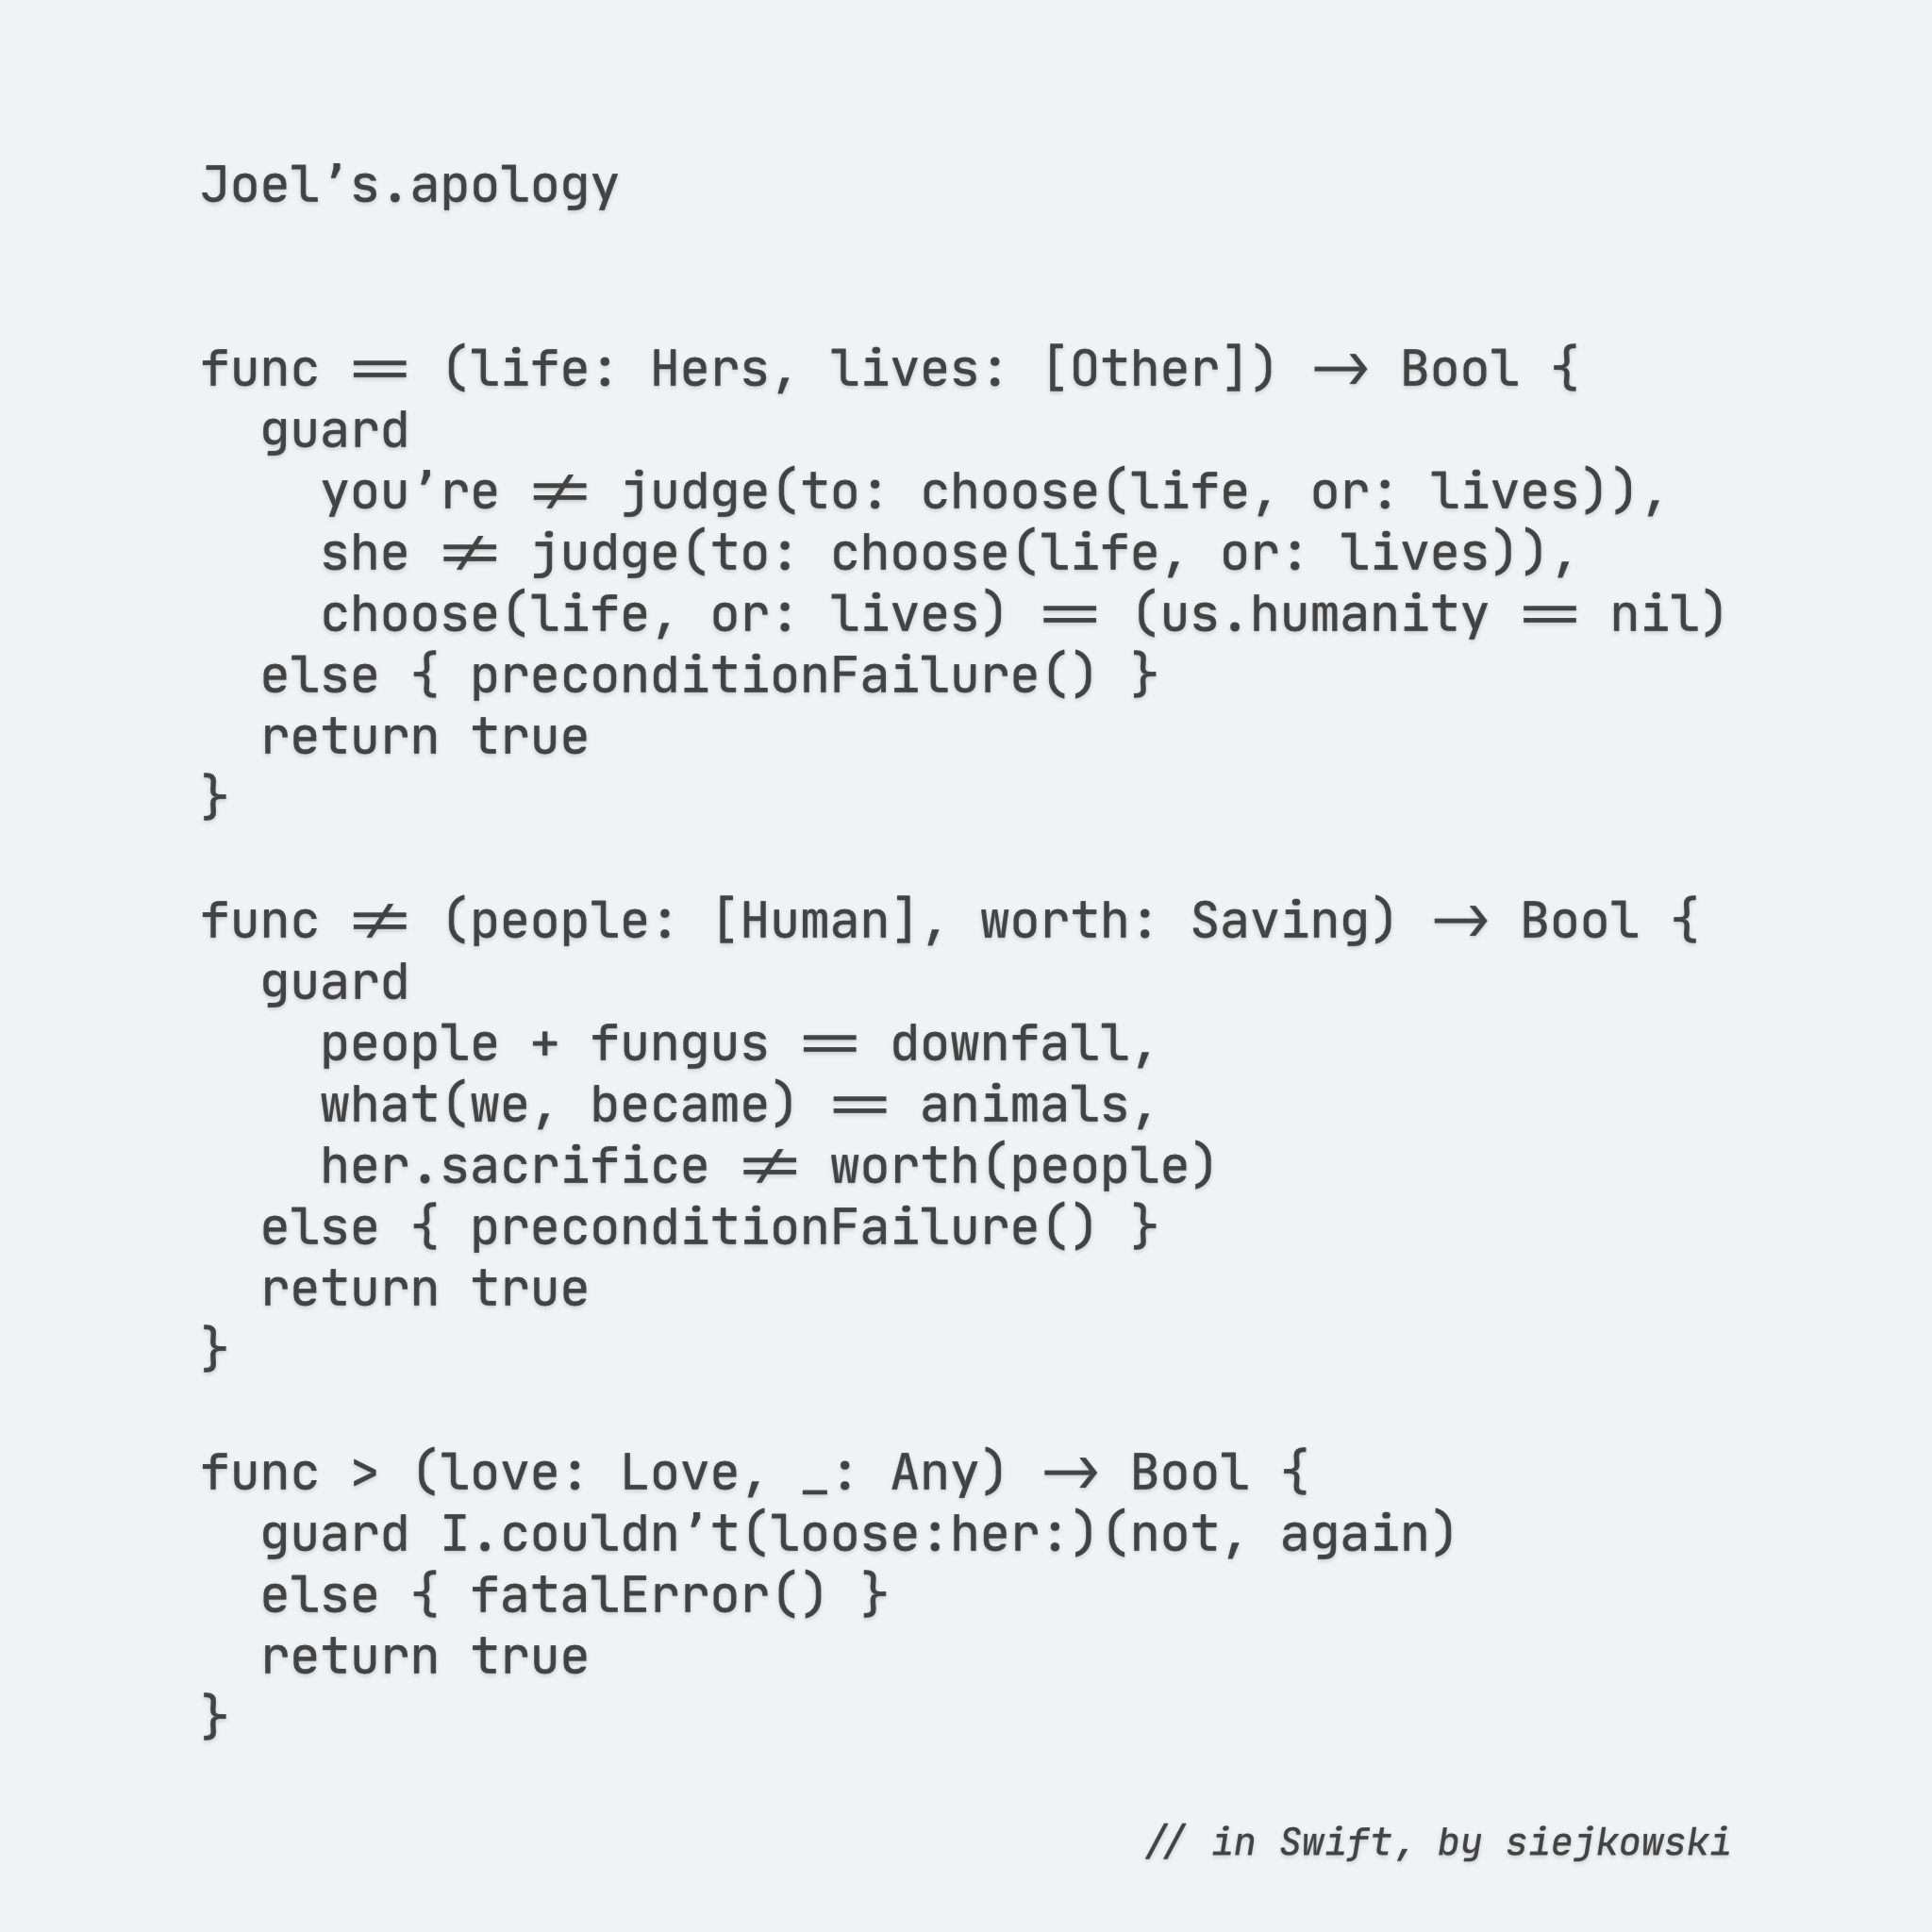 Joel’s.apology
func == (life: Hers, lives: [Other]) -> Bool {
guard
you’re != judge(to: choose(life, or: lives)),
she != judge(to: choose(life, or: lives)),
choose(life, or: lives) == (us.humanity == nil)
else { preconditionFailure() }
return true
}
func != (people: [Human], worth: Saving) -> Bool {
guard
people + fungus == downfall,
what(we, became) == animals,
her.sacrifice != worth(people)
else { preconditionFailure() }
return true
}
func > (love: Love, _: Any) -> Bool {
guard I.couldn’t(loose:her:)(not, again)
else { fatalError() }
return true
}
// in Swift, by siejkowski